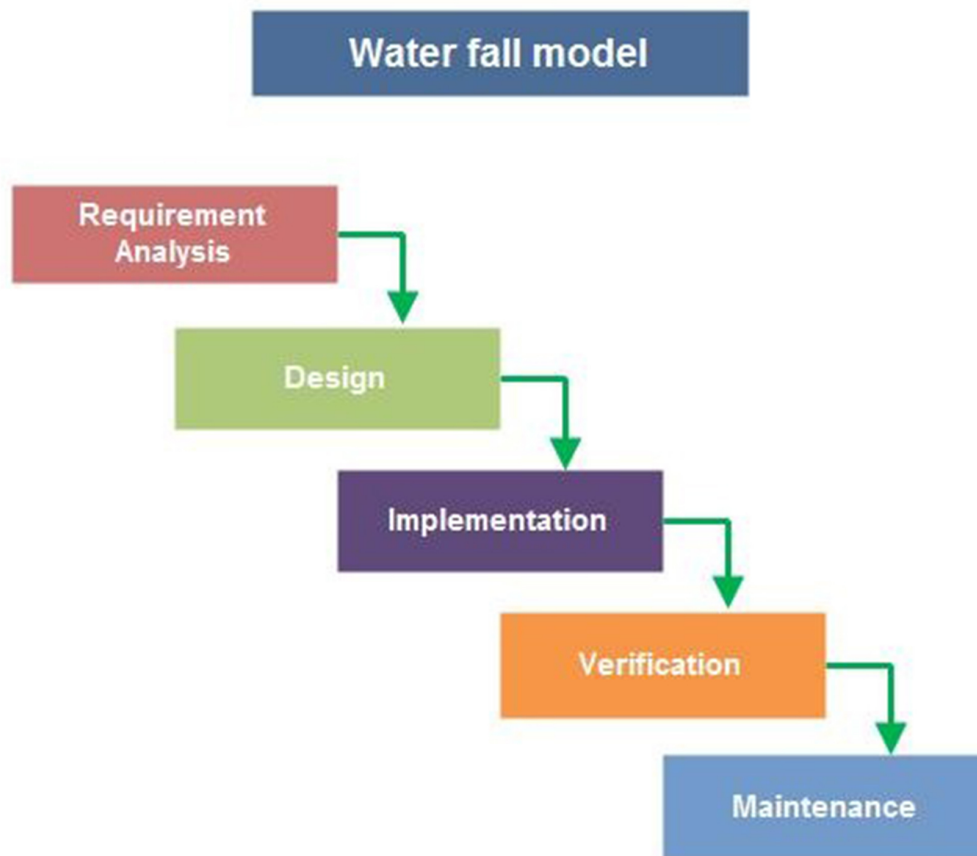 Water fall model
Requirement
Analysis
Design
Implementation
Verification
Maintenance